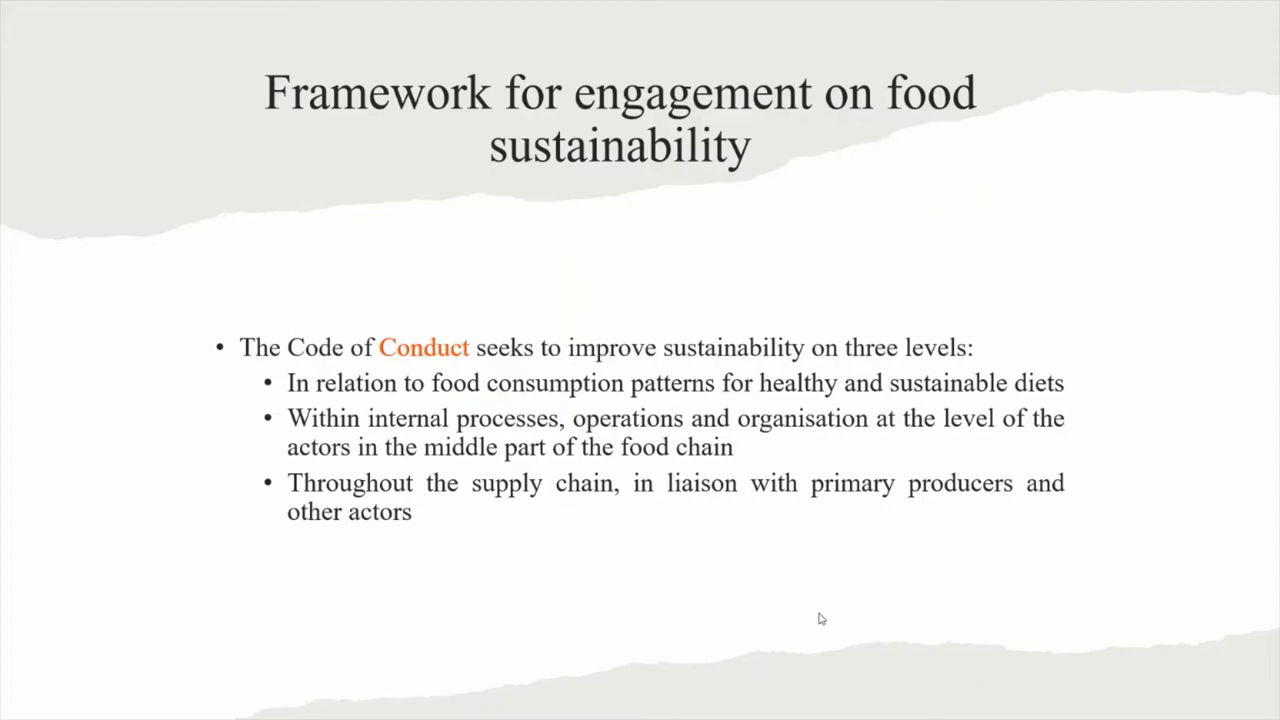 Framework for engagement on food
sustainability
• The Code of Conduct seeks to improve sustainability on three levels:
• In relation to food consumption patterns for healthy and sustainable diets
• Within internal processes, operations and organisation at the level of the
actors in the middle part of the food chain
• Throughout the supply chain, in liaison with primary producers and
other actors